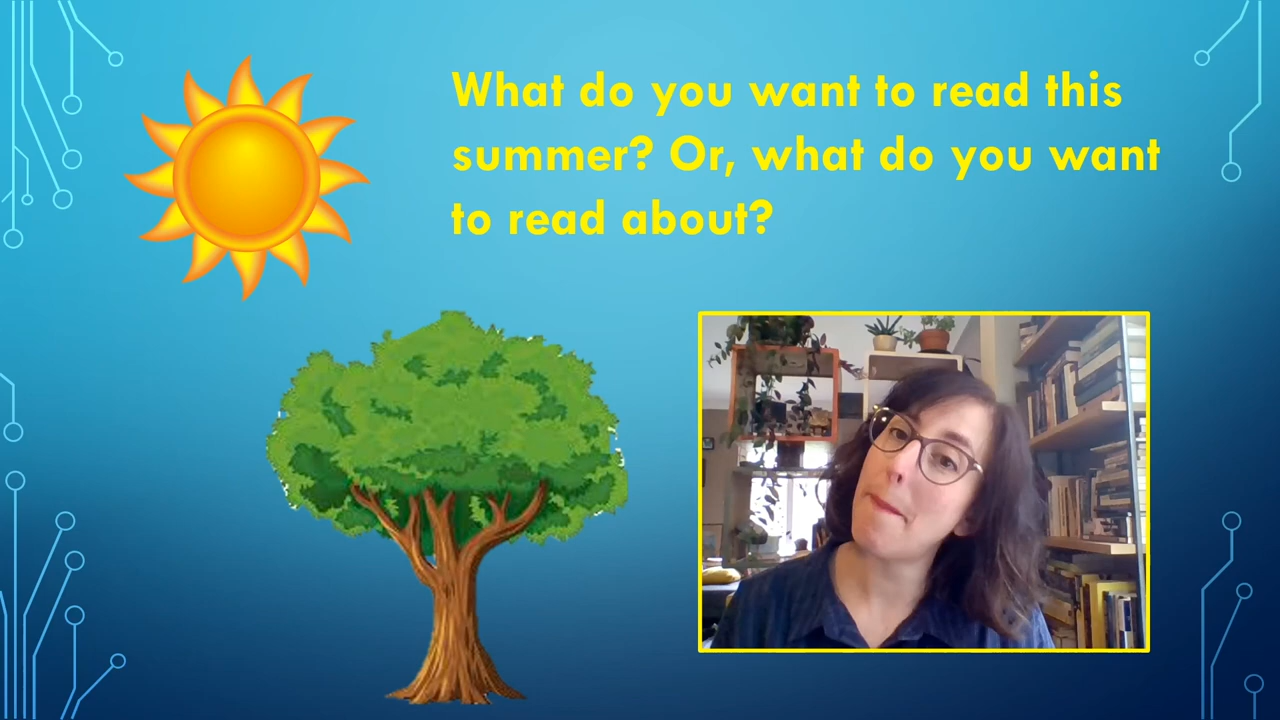 What do you want to read this
summer? Or, what do you want
to read about?